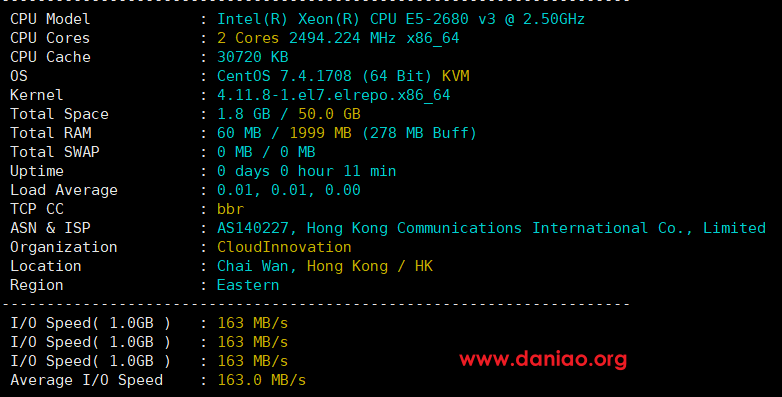 CPU Model : Intel(R) Xeon(R) CPU E5-2680 v3 @ 2.50GHz
CPU Cores : 2 Cores 2494.224 MHz x86_64
CPU Cache : 30720 KB
OS : CentOS 7.4.1708 (64 Bit) KVM
Kernel : 4.11.8-1.el7.elrepo.x86_64
Total Space : 1.8 GB / 50.0 GB
Total RAM : 60 MB / 1999 MB (278 MB Buff)
Total SWAP : 0 MB / 0 MB
Uptime : 0 days 0 hour 11 min
Load Average : 0.01, 0.01, 0.00
TCP CC : bbr
ASN & ISP : AS140227, Hong Kong Communications International Co., Limited
Organization : CloudInnovation
Location : Chai Wan, Hong Kong / HK
Region : Eastern
----------------------------------------------------------------------
I/O Speed( 1.0GB ) : 163 MB/s
I/O Speed( 1.0GB ) : 163 MB/s
I/O Speed( 1.0GB ) : 163 MB/s
Average I/O Speed : 163.0 MB/s
www.daniao.org